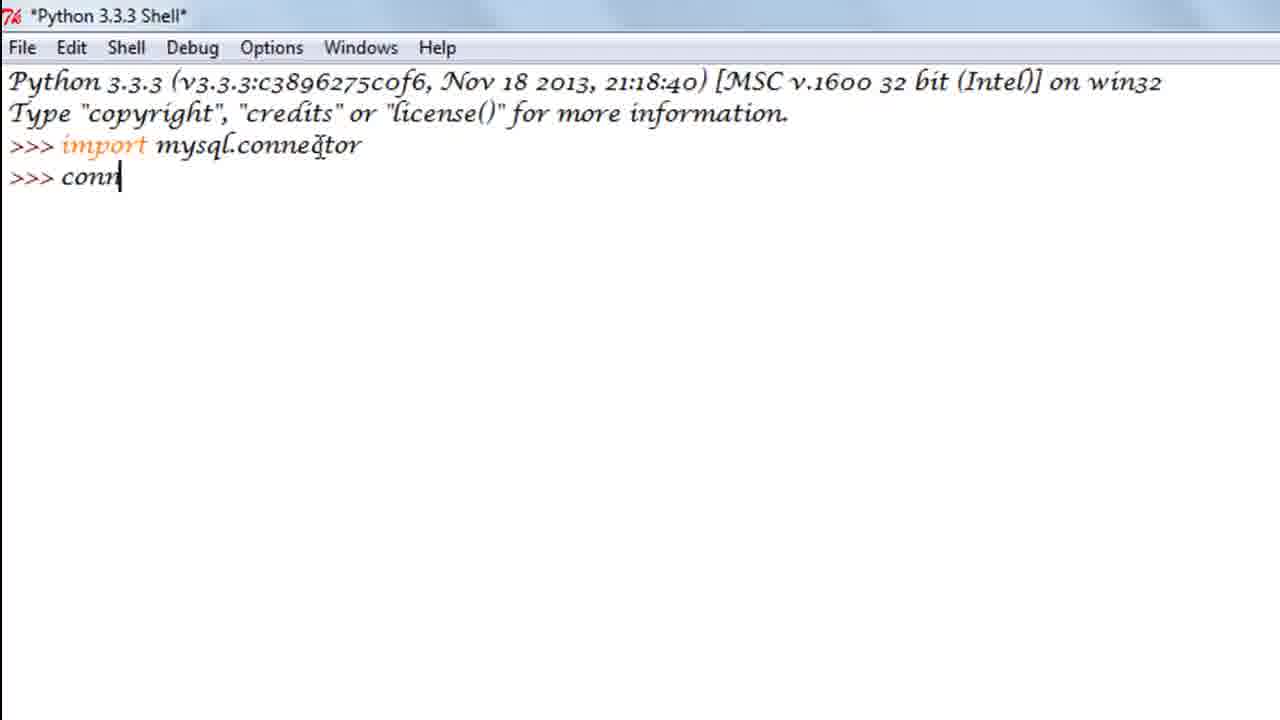 *Python 3.3.3 Shell*
File Edit Shell Debug Options Windows Help
Python 3.3.3 (v3.3.3:c3896275c0f6, Nov 18 2013, 21:18:40) [MSC v.1600 32 bit (Intel)] on win32
Type "copyright", "credits" or "license()" for more information.
>>> import mysql.connector
>>> conn